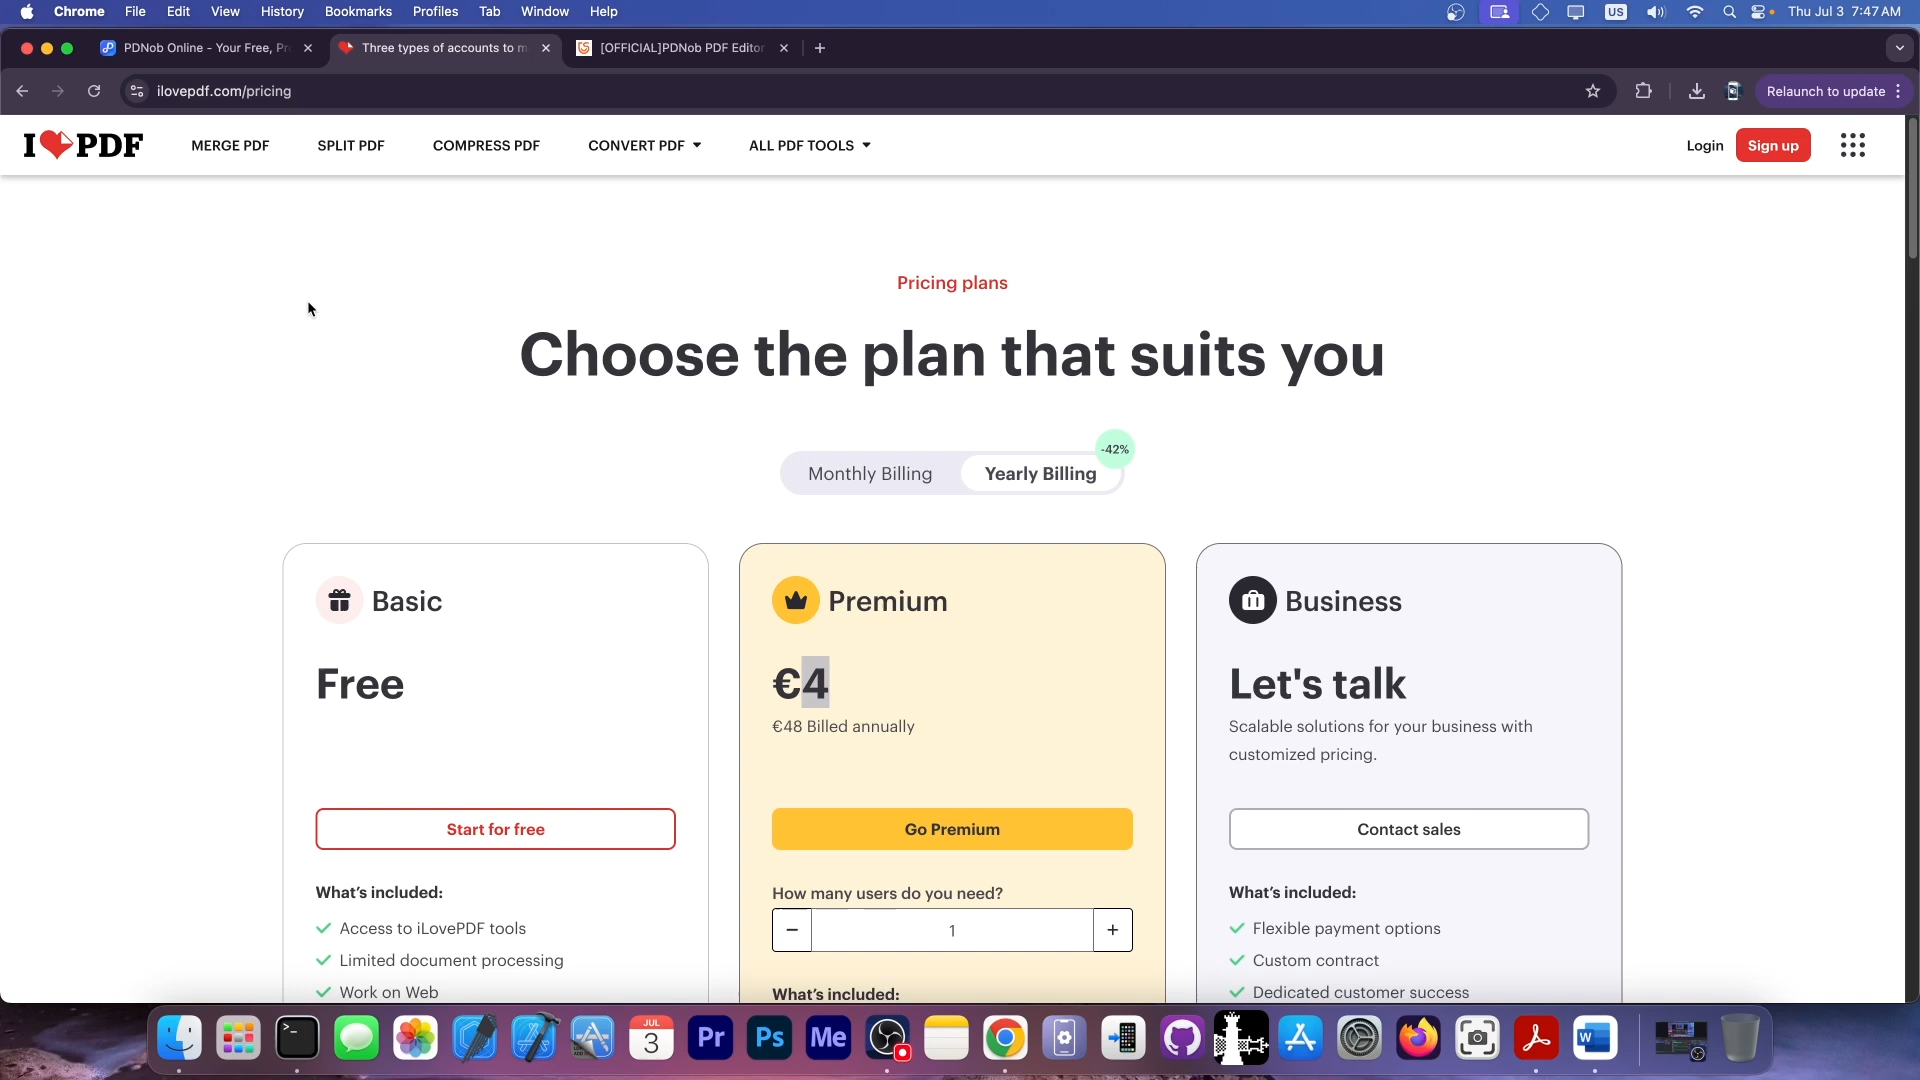 Chrome File Edit View History Bookmarks Profiles Tab Window Help US Thu Jul 3 7:47 AM
PDNob Online - Your Free, Pr Three types of accounts to m [OFFICIAL]PDNob PDF Editor
ilovepdf.com/pricing Relaunch to update
I PDF MERGE PDF SPLIT PDF COMPRESS PDF CONVERT PDF ALL PDF TOOLS Login Sign up
Pricing plans
Choose the plan that suits you
-42%
Monthly Billing Yearly Billing
Basic
Free
Start for free
What's included:
Access to iLovePDF tools
Limited document processing
Work on Web
Premium
€4
€48 Billed annually
Go Premium
How many users do you need?
− 1 +
What's included:
Business
Let's talk
Scalable solutions for your business with
customized pricing.
Contact sales
What's included:
Flexible payment options
Custom contract
Dedicated customer success
JUL
3
Pr Ps Me W